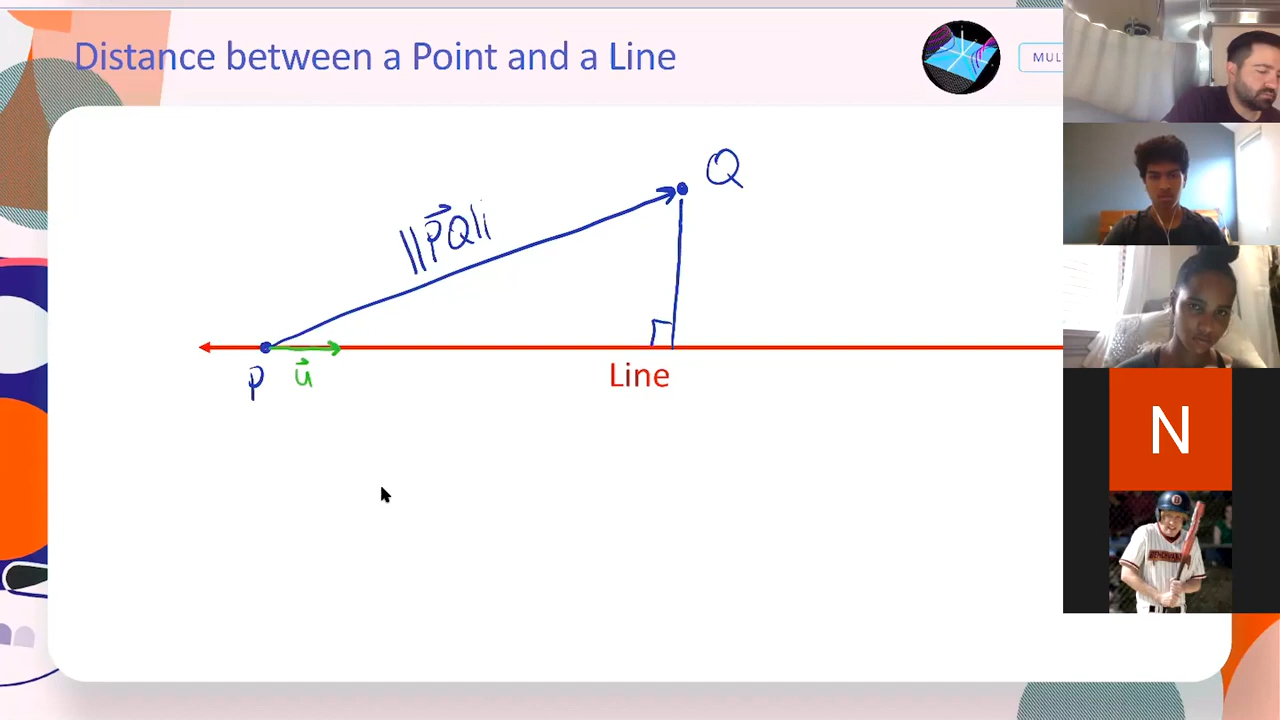 Distance between a Point and a Line
MUL
Q
||PQ||
P
u
Line
N